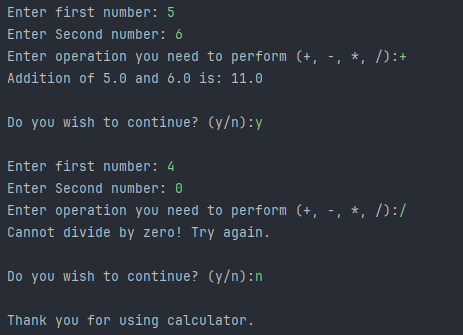 Enter first number: 5
Enter Second number: 6
Enter operation you need to perform (+, -, *, /):+
Addition of 5.0 and 6.0 is: 11.0
Do you wish to continue? (y/n):y
Enter first number: 4
Enter Second number: 0
Enter operation you need to perform (+, -, *, /):/
Cannot divide by zero! Try again.
Do you wish to continue? (y/n):n
Thank you for using calculator.